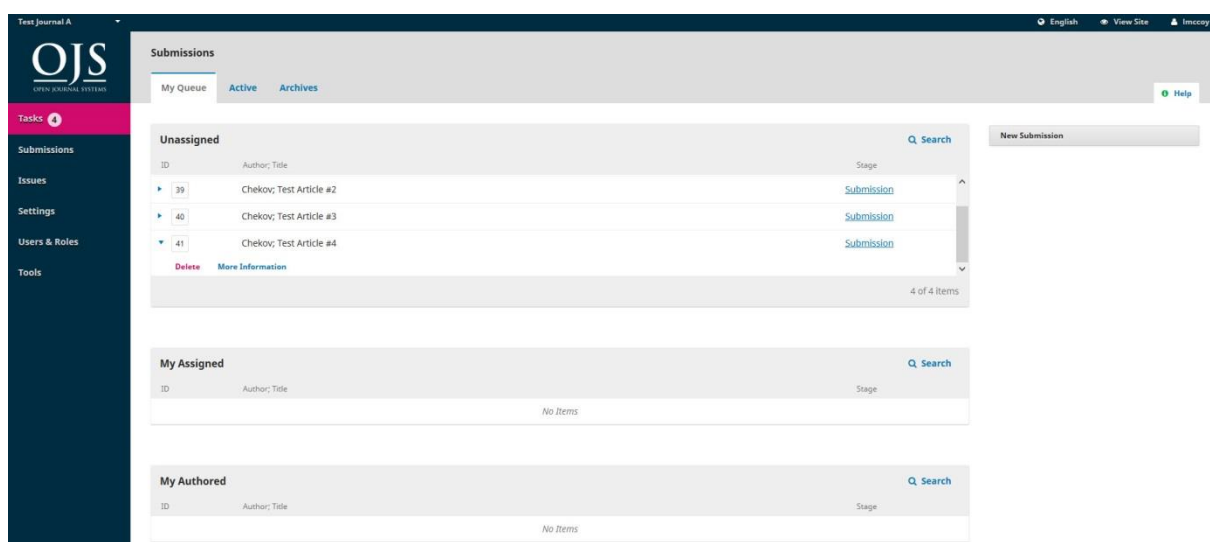 Test Journal A English View Site lmccoy
OJS
OPEN JOURNAL SYSTEMS
Tasks 4
Submissions
Issues
Settings
Users & Roles
Tools
Submissions
My Queue Active Archives
Help
Unassigned Search
ID Author; Title Stage
39 Chekov; Test Article #2 Submission
40 Chekov; Test Article #3 Submission
41 Chekov; Test Article #4 Submission
Delete More Information
4 of 4 items
New Submission
My Assigned Search
ID Author; Title Stage
No Items
My Authored Search
ID Author; Title Stage
No Items